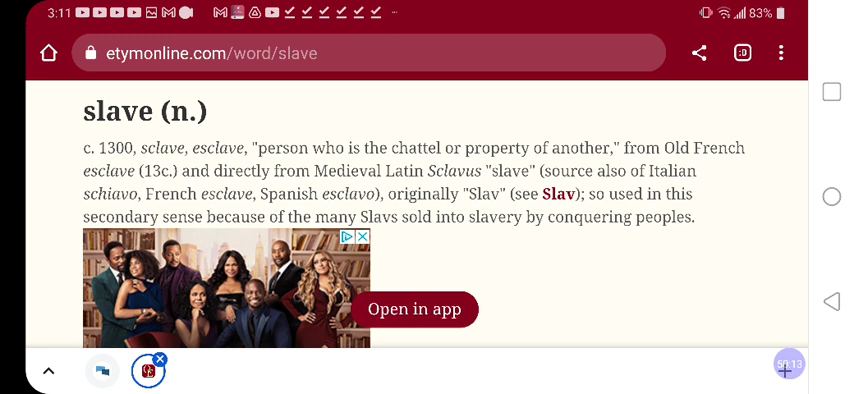 3:11
83%
etymonline.com/word/slave
:D
slave (n.)
c. 1300, sclave, esclave, "person who is the chattel or property of another," from Old French
esclave (13c.) and directly from Medieval Latin Sclavus "slave" (source also of Italian
schiavo, French esclave, Spanish esclavo), originally "Slav" (see Slav); so used in this
secondary sense because of the many Slavs sold into slavery by conquering peoples.
Open in app